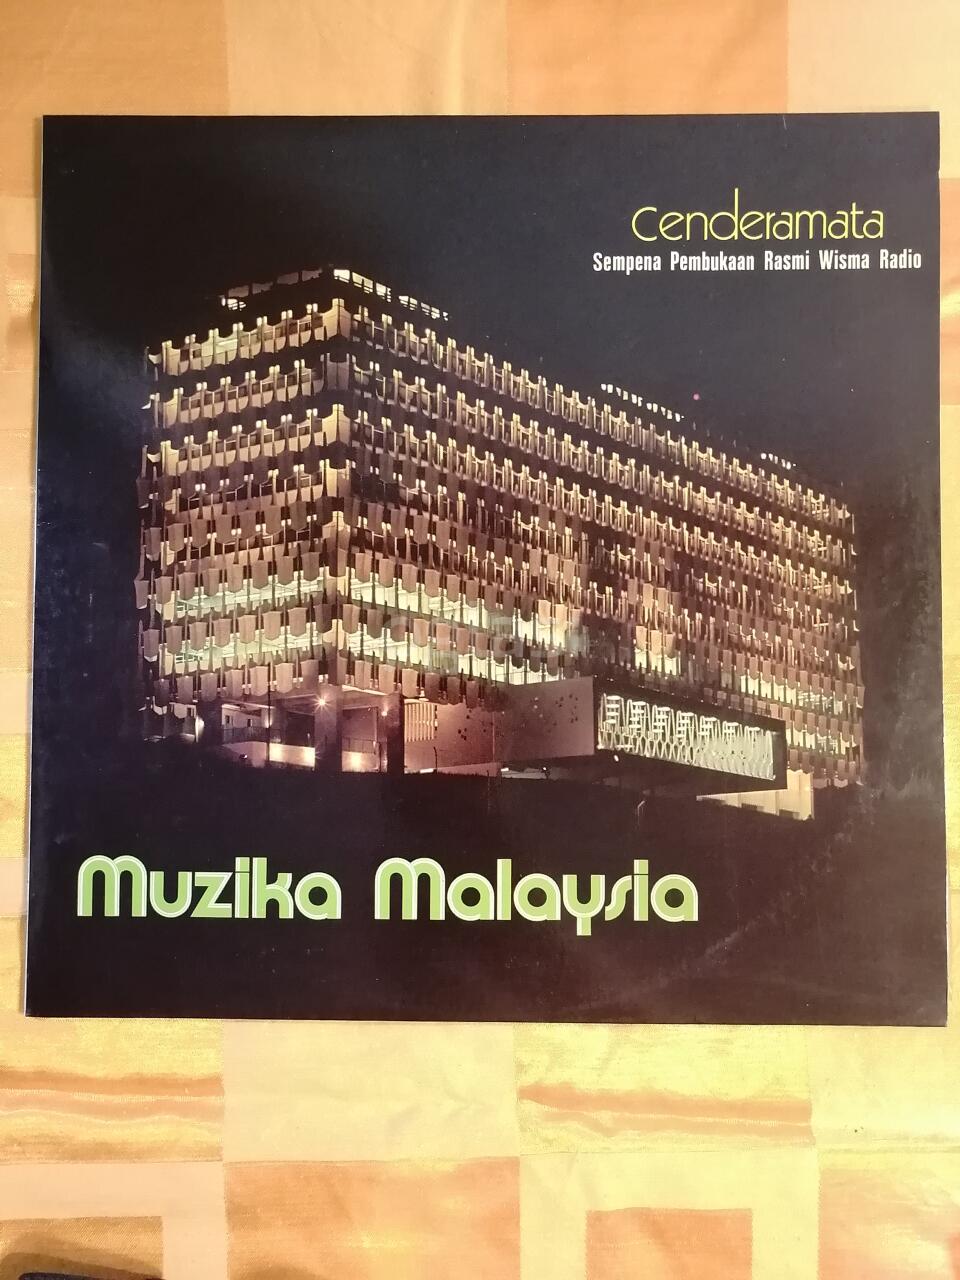 Cenderamata
Sempena Pembukaan Rasmi Wisma Radio
Muzika Malaysia